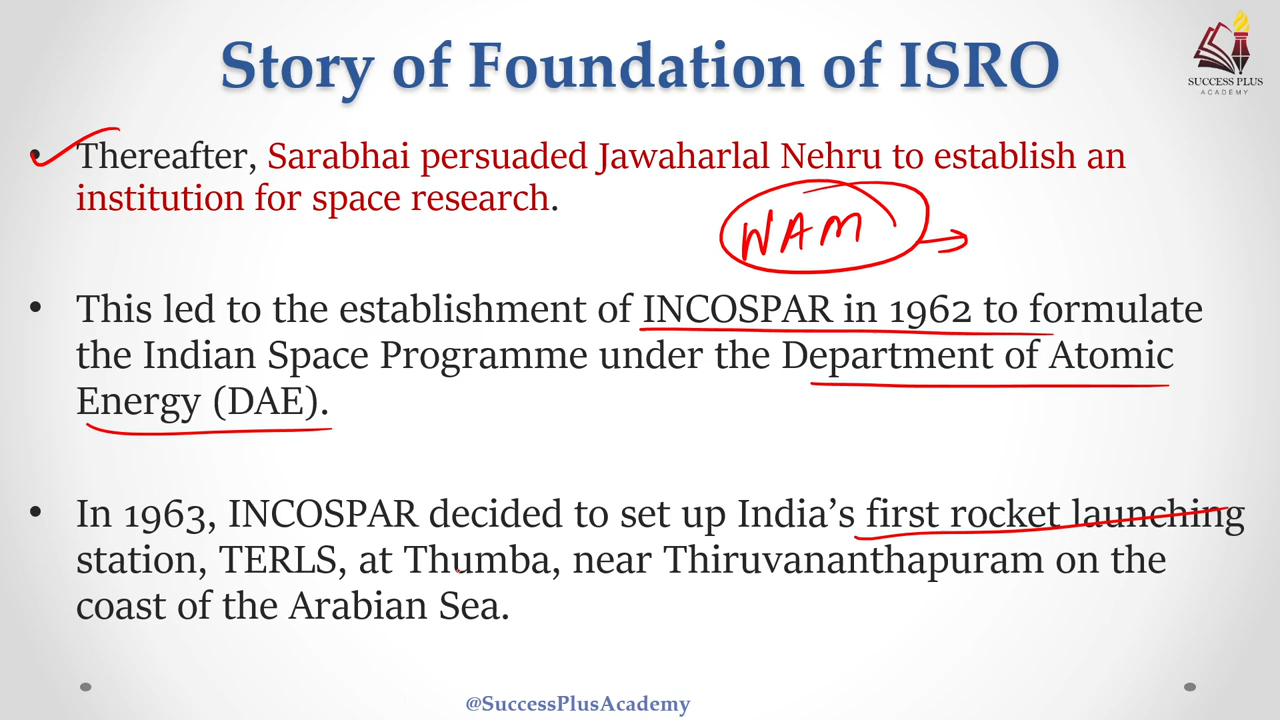 Story of Foundation of ISRO
SUCCESS PLUS
ACADEMY
• Thereafter, Sarabhai persuaded Jawaharlal Nehru to establish an
institution for space research.
WAM
• This led to the establishment of INCOSPAR in 1962 to formulate
the Indian Space Programme under the Department of Atomic
Energy (DAE).
• In 1963, INCOSPAR decided to set up India’s first rocket launching
station, TERLS, at Thumba, near Thiruvananthapuram on the
coast of the Arabian Sea.
@SuccessPlusAcademy